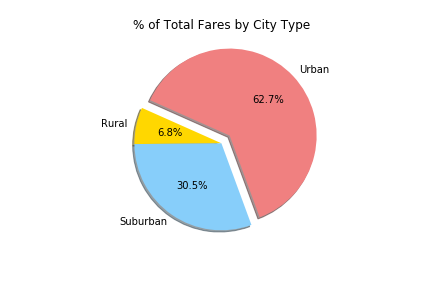 % of Total Fares by City Type
Urban
62.7%
Rural
6.8%
30.5%
Suburban